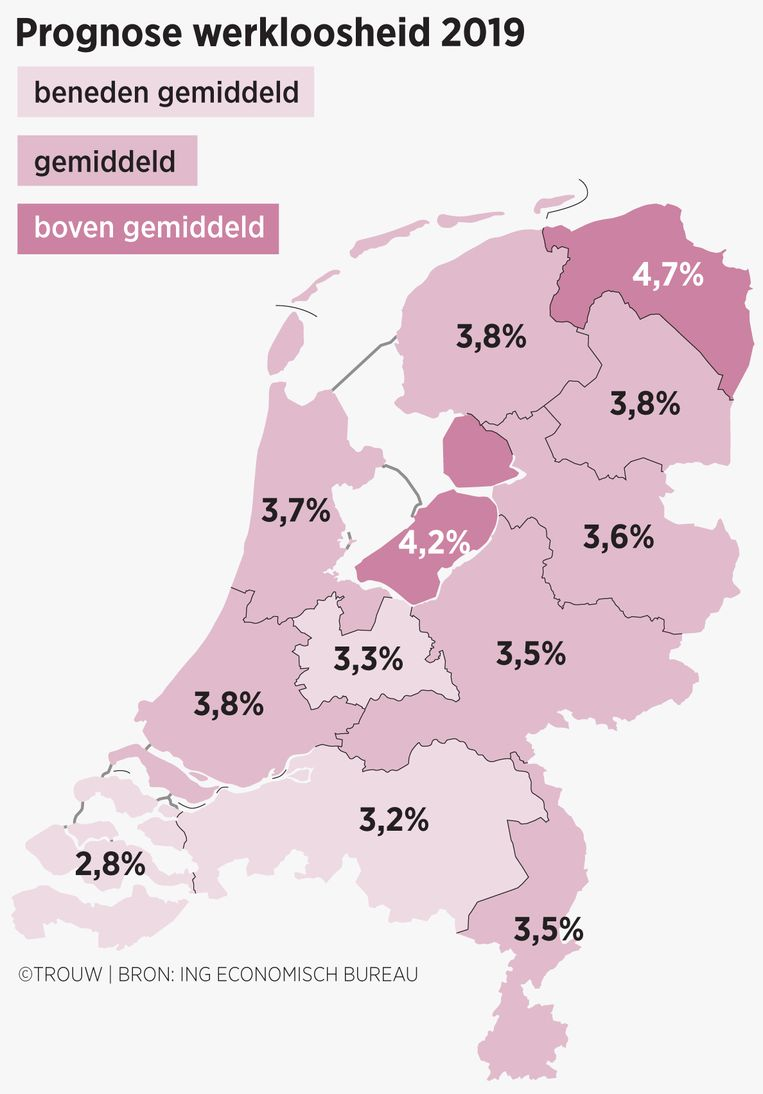 Prognose werkloosheid 2019
beneden gemiddeld
gemiddeld
boven gemiddeld
4,7%
3,8%
3,8%
3,7%
3,6%
4,2%
3,3%
3,5%
3,8%
3,2%
2,8%
3,5%
©TROUW | BRON: ING ECONOMISCH BUREAU